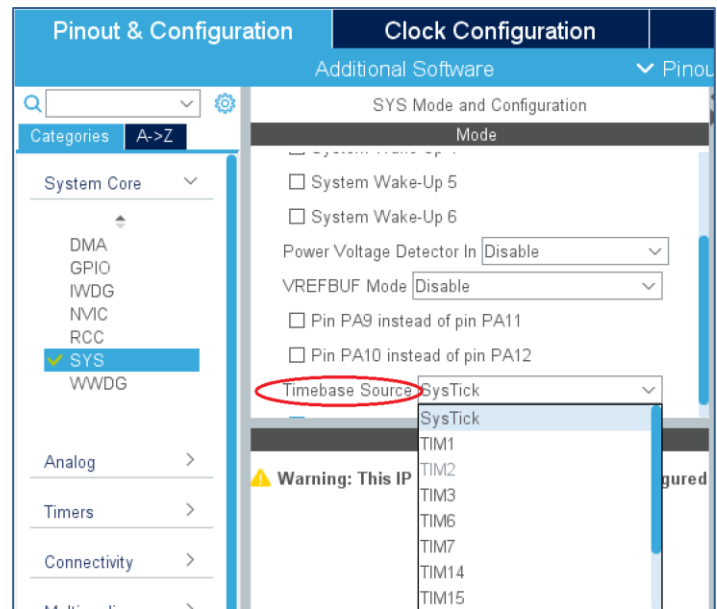 Pinout & Configuration
Clock Configuration
Additional Software
Pinou
Categories
A->Z
System Core
DMA
GPIO
IWDG
NVIC
RCC
SYS
WWDG
Analog
Timers
Connectivity
SYS Mode and Configuration
Mode
System Wake-Up 5
System Wake-Up 6
Power Voltage Detector In Disable
VREFBUF Mode Disable
Pin PA9 instead of pin PA11
Pin PA10 instead of pin PA12
Timebase Source SysTick
SysTick
TIM1
TIM2
TIM3
TIM6
TIM7
TIM14
TIM15
Warning: This IP
gured